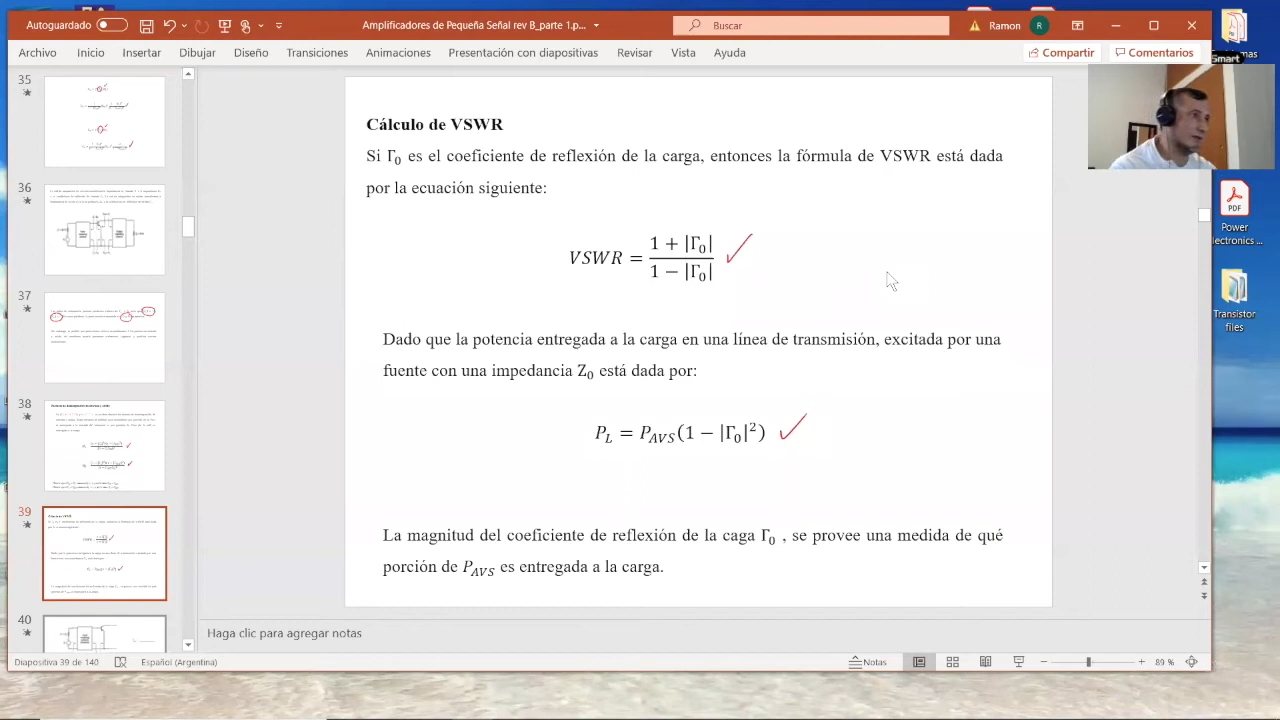 Autoguardado
Amplificadores de Pequeña Señal rev 8_parte 1.p...
Buscar
Ramon
R
Archivo Inicio Insertar Dibujar Diseño Transiciones Animaciones Presentación con diapositivas Revisar Vista Ayuda
Compartir Comentarios
Smart
35
36
37
38
39
40
Cálculo de VSWR
Si Γ0 es el coeficiente de reflexión de la carga, entonces la fórmula de VSWR está dada
por la ecuación siguiente:
VSWR = 1 + |Γ0| / 1 − |Γ0|
Dado que la potencia entregada a la carga en una línea de transmisión, excitada por una
fuente con una impedancia Z0 está dada por:
PL = PAVS(1 − |Γ0|²)
La magnitud del coeficiente de reflexión de la caga Γ0 , se provee una medida de qué
porción de PAVS es entregada a la carga.
Haga clic para agregar notas
Diapositiva 39 de 140
Español (Argentina)
Notas
89 %
PDF
Power
lectronics ...
Transistor
files